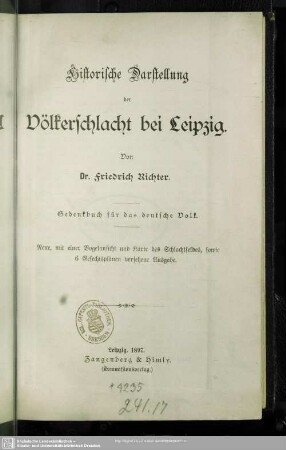 Historische Darstellung
der
Völkerschlacht bei Leipzig.
Von
Dr. Friedrich Richter.
Gedenkbuch für das deutsche Volk.
Neue, mit einer Vogelansicht und Karte des Schlachtfeldes, sowie
6 Gefechtsplänen versehene Ausgabe.
Leipzig, 1897.
Zangenberg & Himly.
(Kommissionsverlag.)
4235
241.17